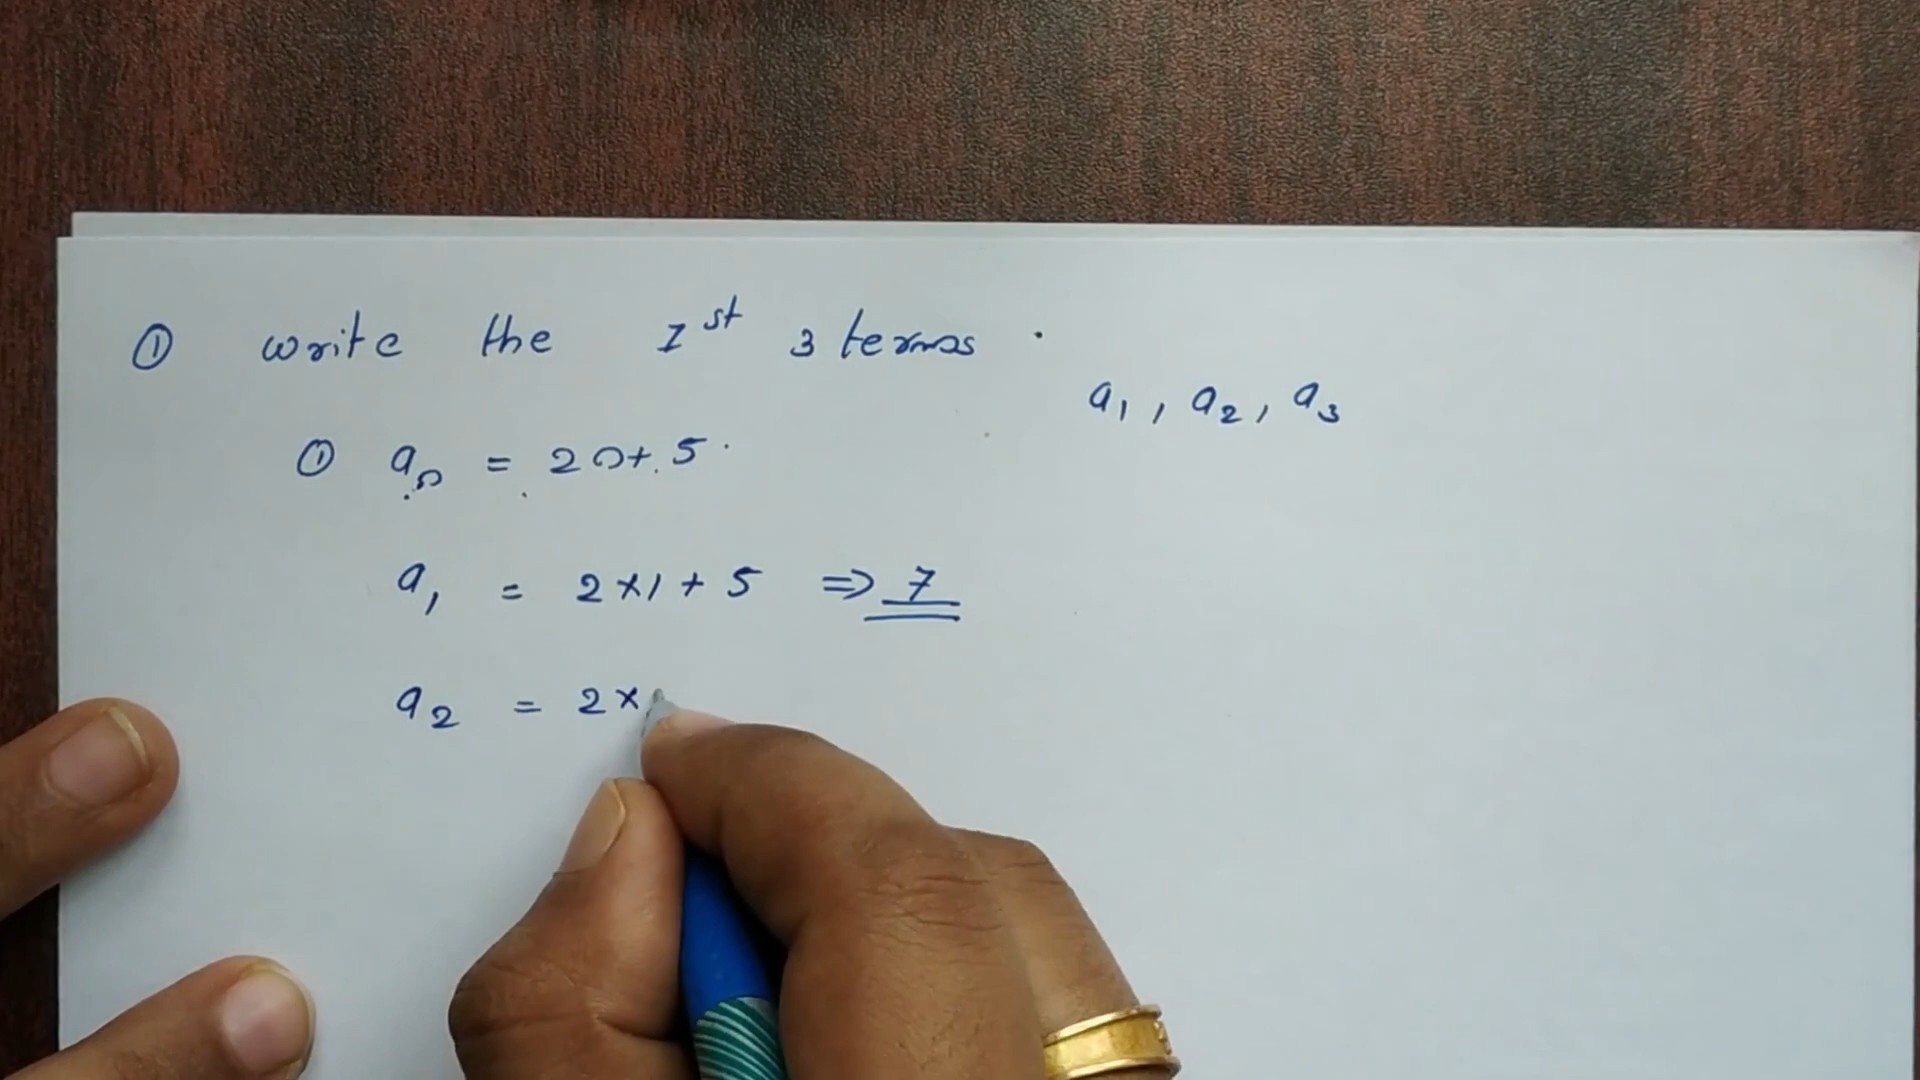 ① write the Ist 3 terms .
a1, a2, a3
① an = 2n + 5 .
a1 = 2 × 1 + 5 ⇒ 7
a2 = 2 ×